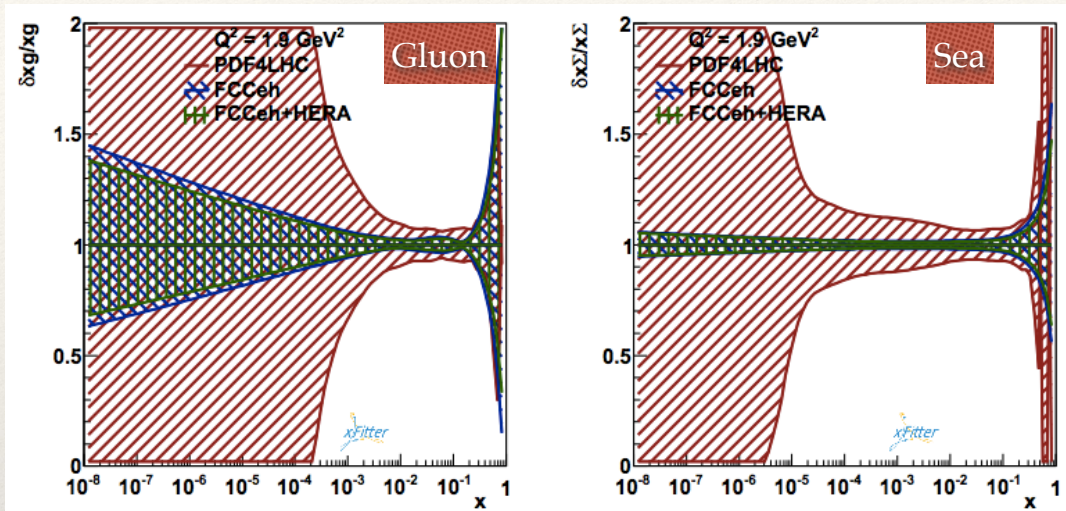 δxg/xg
2
1.5
1
0.5
0
Q² = 1.9 GeV²
PDF4LHC
FCCeh
FCCeh+HERA
Gluon
xFitter
10⁻⁸ 10⁻⁷ 10⁻⁶ 10⁻⁵ 10⁻⁴ 10⁻³ 10⁻² 10⁻¹ 1
x
δxΣ/xΣ
2
1.5
1
0.5
0
Q² = 1.9 GeV²
PDF4LHC
FCCeh
FCCeh+HERA
Sea
xFitter
10⁻⁸ 10⁻⁷ 10⁻⁶ 10⁻⁵ 10⁻⁴ 10⁻³ 10⁻² 10⁻¹ 1
x